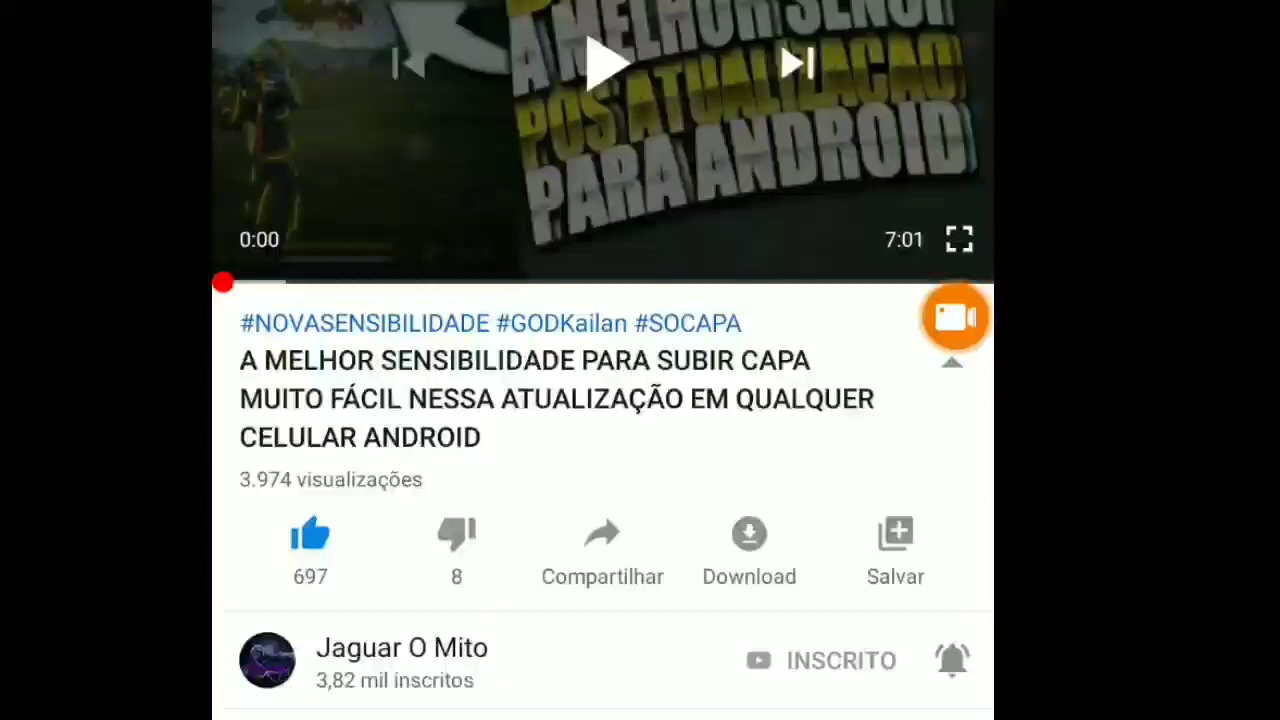 A MELHOR SENSI
POS ATUALIZACAO
PARA ANDROID
0:00
7:01
#NOVASENSIBILIDADE #GODKailan #SOCAPA
A MELHOR SENSIBILIDADE PARA SUBIR CAPA
MUITO FÁCIL NESSA ATUALIZAÇÃO EM QUALQUER
CELULAR ANDROID
3.974 visualizações
697
8
Compartilhar
Download
Salvar
Jaguar O Mito
3,82 mil inscritos
INSCRITO